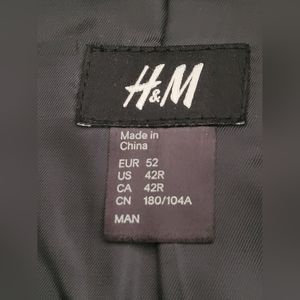 H&M
Made in
China
EUR 52
US 42R
CA 42R
CN 180/104A
MAN